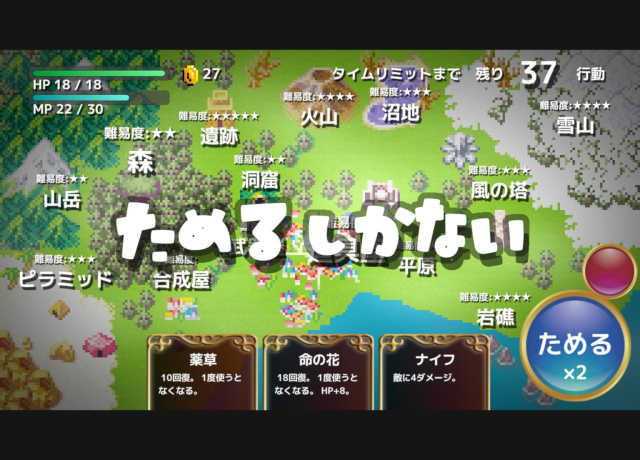 HP 18 / 18
MP 22 / 30
27
タイムリミットまで 残り 37 行動
難易度:★★★★
火山
難易度:★★★
沼地
難易度:★★★★
雪山
難易度:★★★★★
遺跡
難易度:★★
森
難易度:★★
洞窟
難易度:★★★
風の塔
難易度:★★
山岳
ためるしかない
難易度:★★★
ピラミッド
合成屋
平原
難易度:★★★★
岩礁
ためる
×2
薬草
10回復。 1度使うと
なくなる。
命の花
18回復。 1度使うと
なくなる。 HP+8。
ナイフ
敵に4ダメージ。